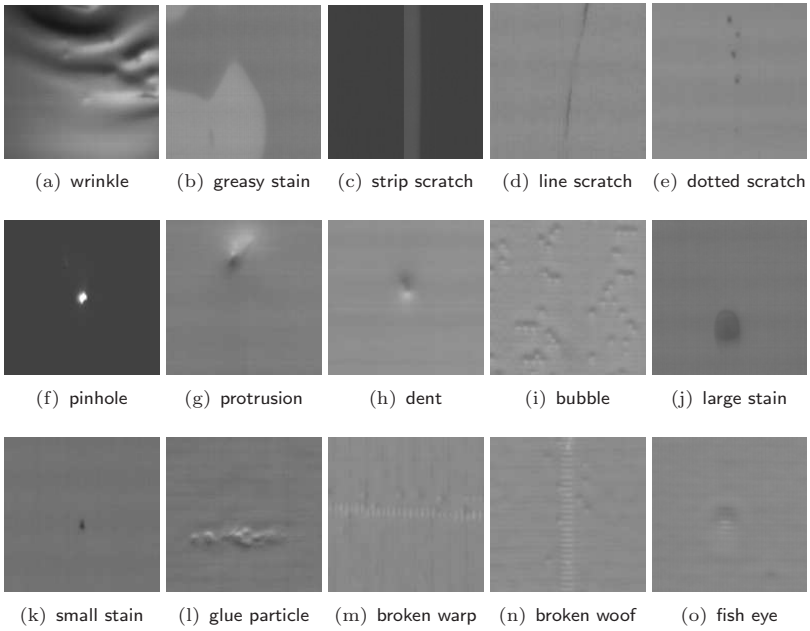 (a) wrinkle
(b) greasy stain
(c) strip scratch
(d) line scratch
(e) dotted scratch
(f) pinhole
(g) protrusion
(h) dent
(i) bubble
(j) large stain
(k) small stain
(l) glue particle
(m) broken warp
(n) broken woof
(o) fish eye